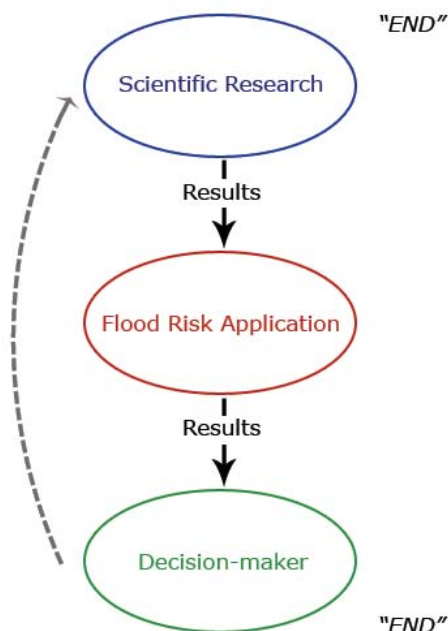 "END"
Scientific Research
Results
Flood Risk Application
Results
Decision-maker
"END"